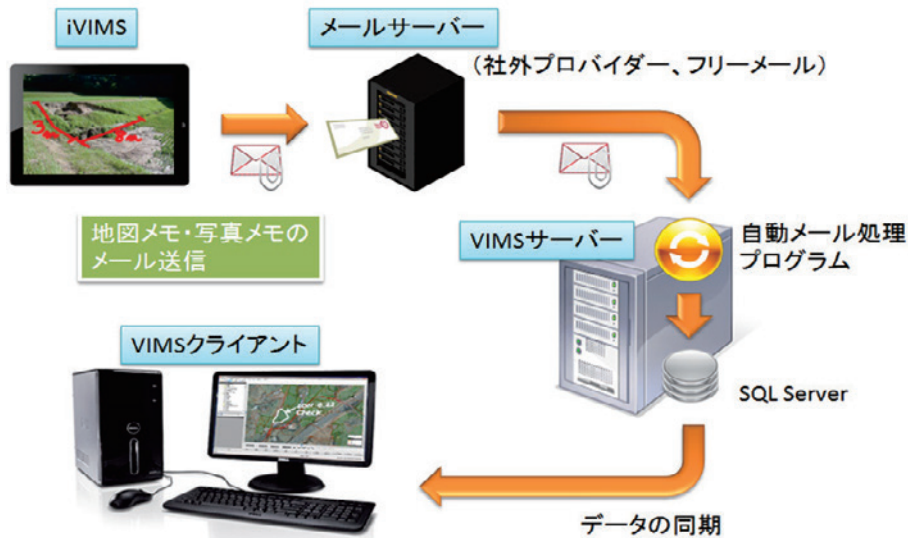 iVIMS
メールサーバー
(社外プロバイダー、フリーメール)
3m
8m
地図メモ・写真メモの
メール送信
VIMSサーバー
自動メール処理
プログラム
VIMSクライアント
Check
SQL Server
データの同期